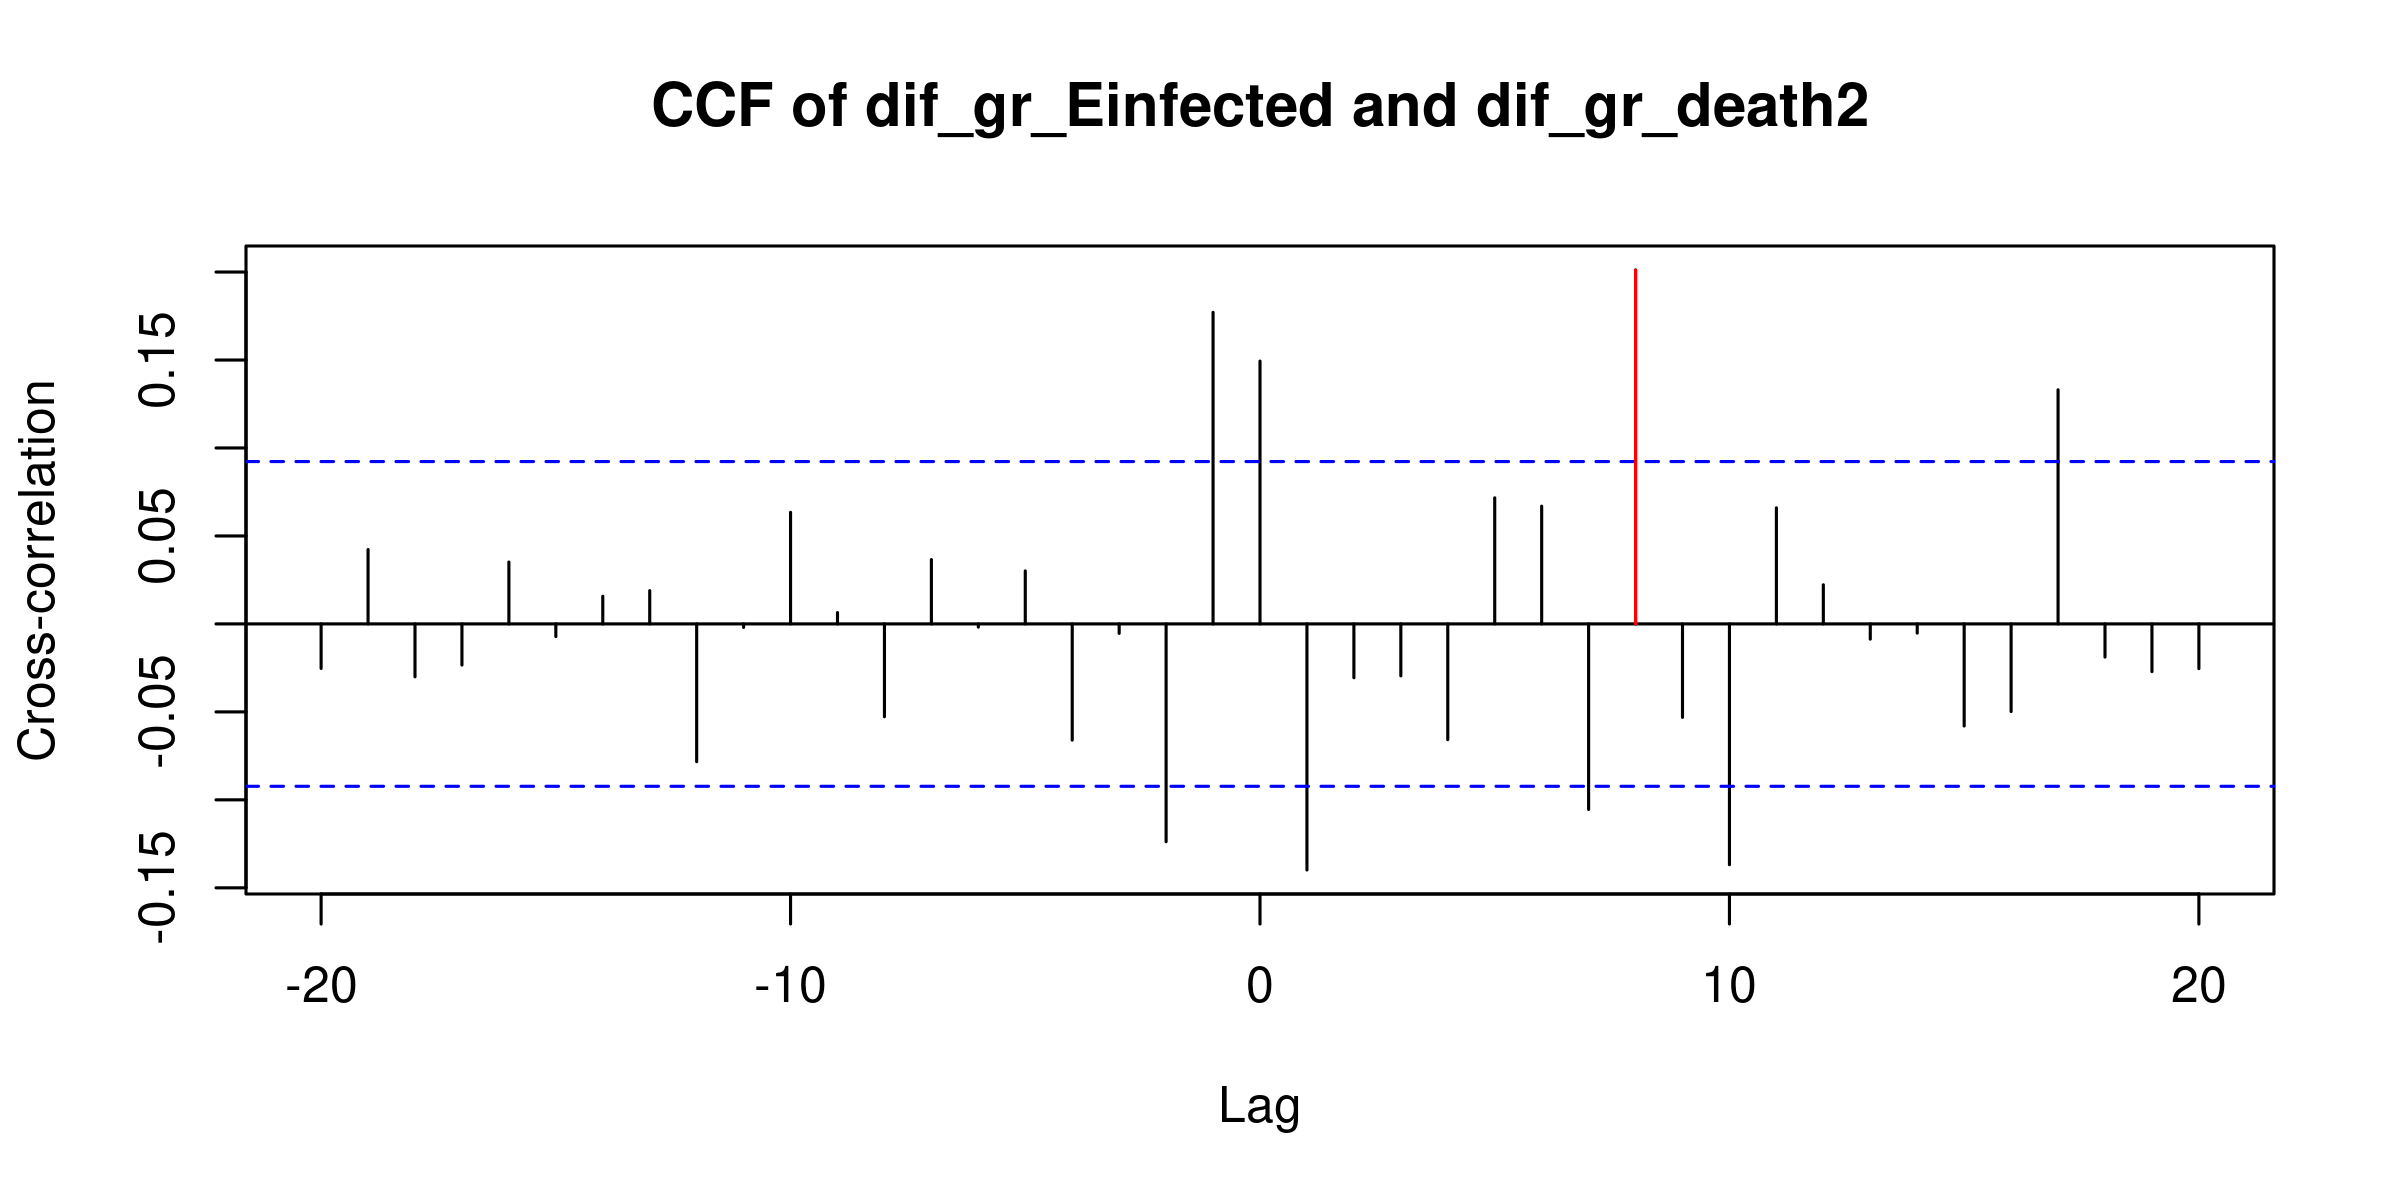 CCF of dif_gr_Einfected and dif_gr_death2
Cross-correlation
0.15
0.05
-0.05
-0.15
-20 -10 0 10 20
Lag